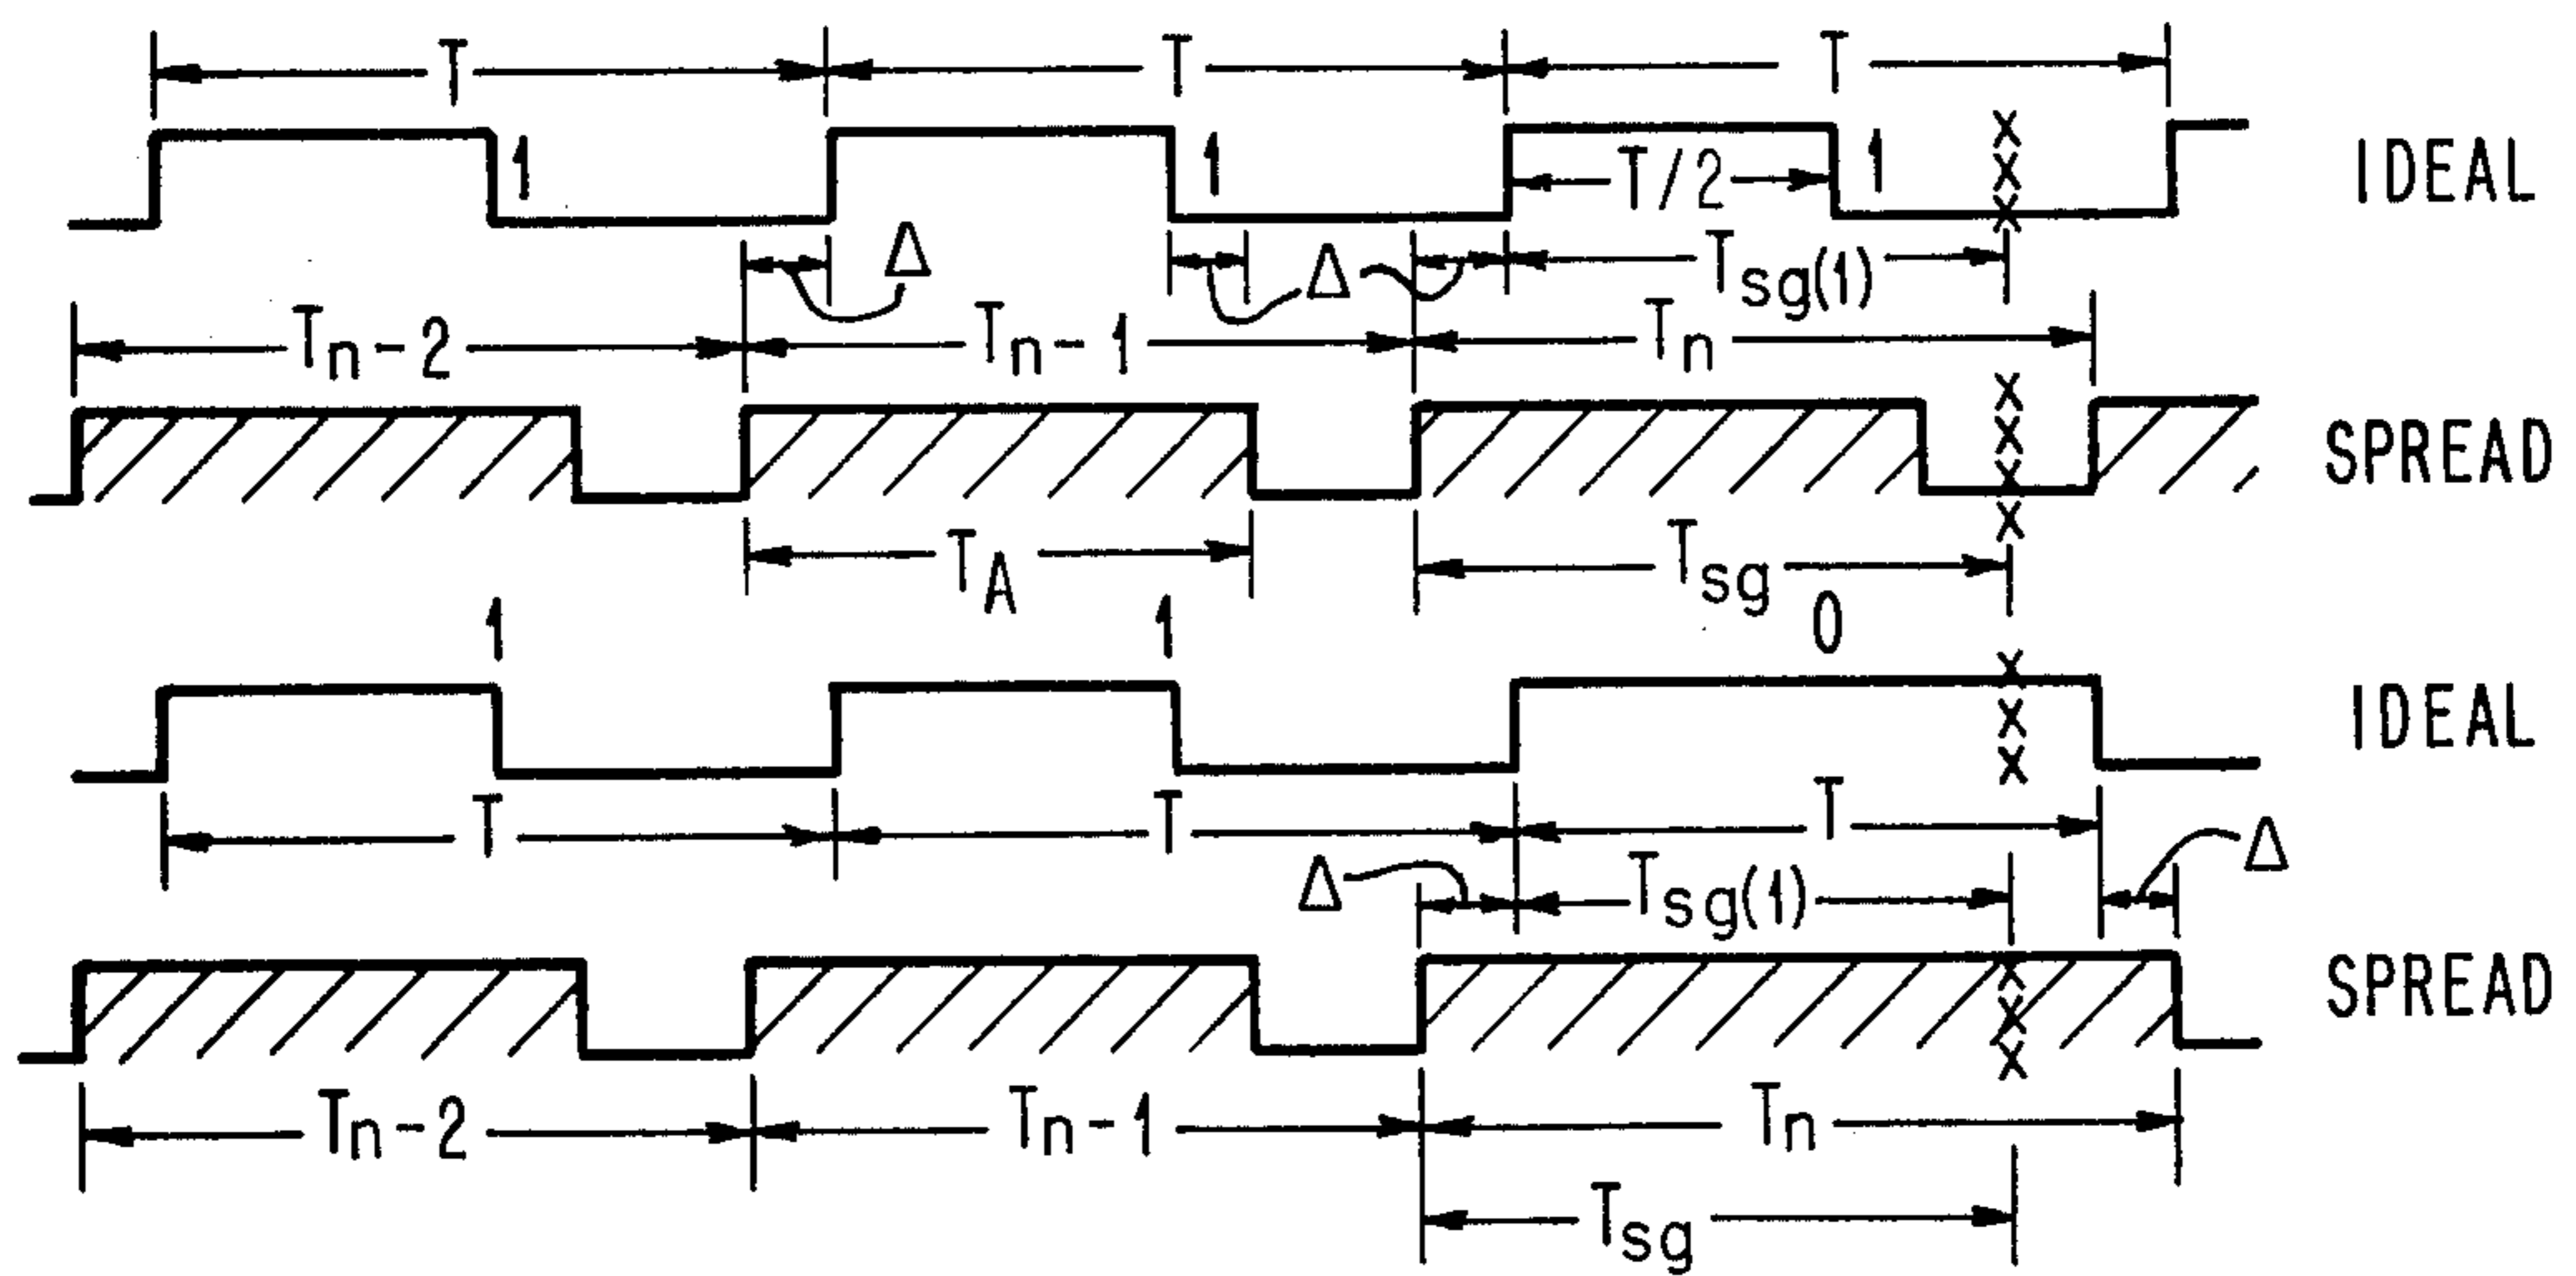 T T T
1 1 T/2 1 IDEAL
Δ Δ Tsg(1)
Tn-2 Tn-1 Tn
SPREAD
TA Tsg
1 1 0
IDEAL
T T T
Δ Tsg(1) Δ
SPREAD
Tn-2 Tn-1 Tn
Tsg